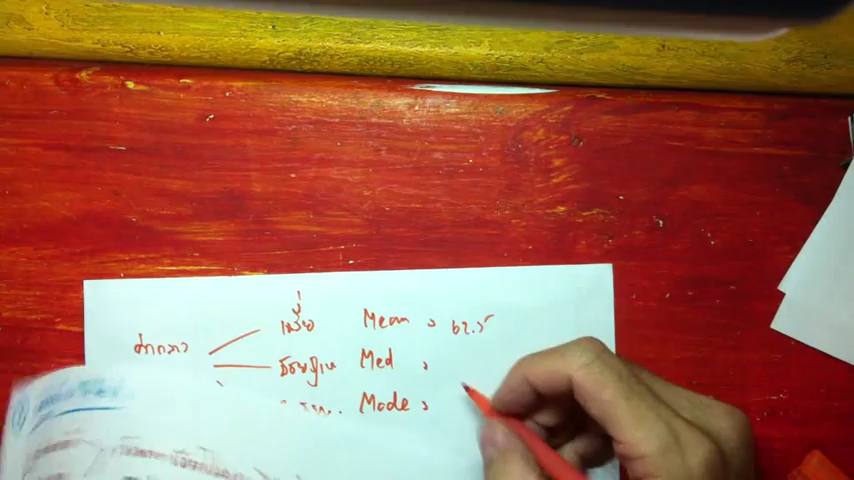 ค่ากลาง เฉลี่ย Mean = 62.5
มัธยฐาน Med =
Mode =